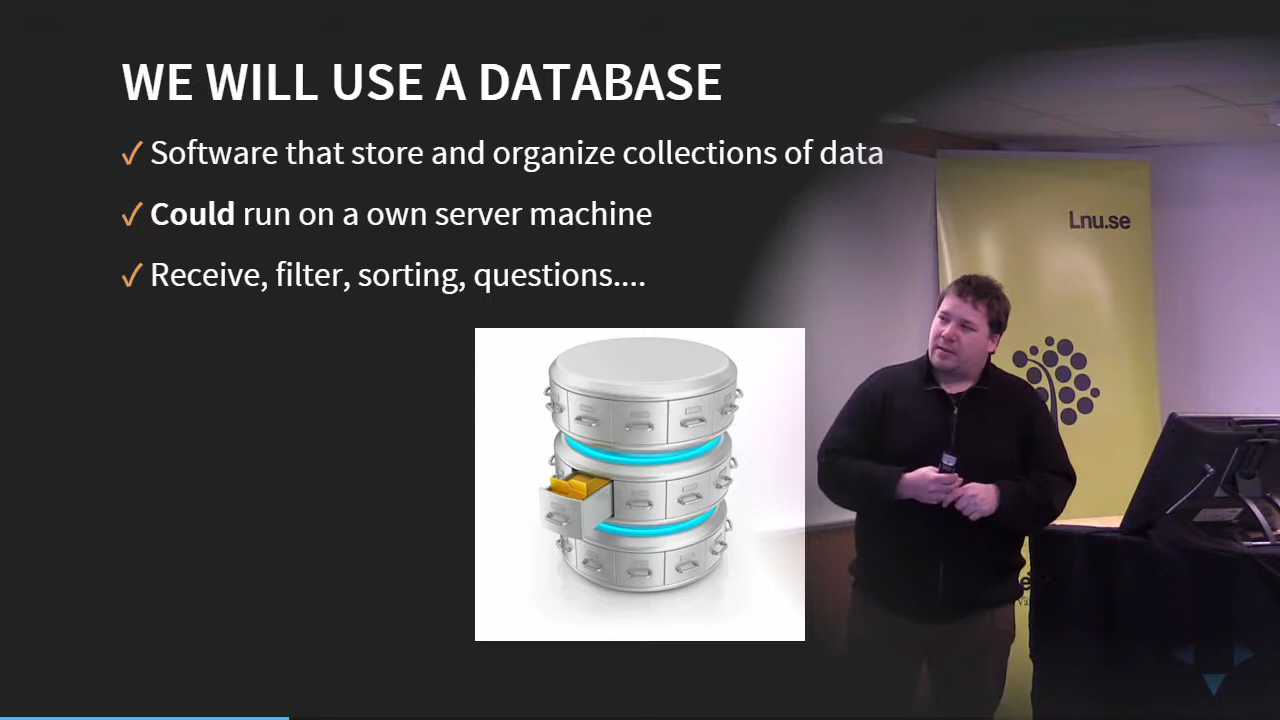 WE WILL USE A DATABASE
✓ Software that store and organize collections of data
✓ Could run on a own server machine
✓ Receive, filter, sorting, questions....
Lnu.se